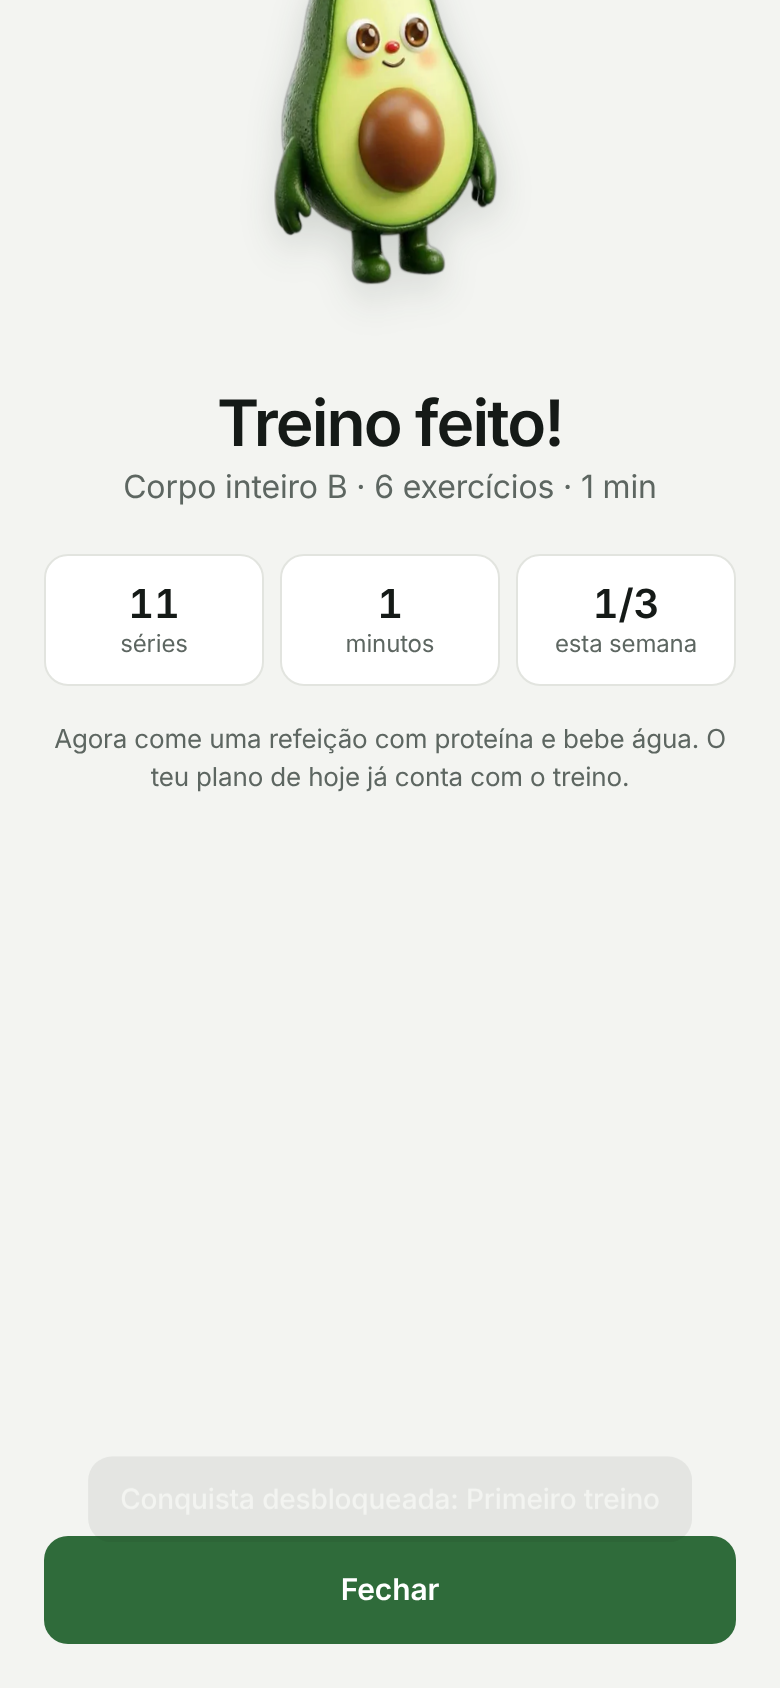 Treino feito!
Corpo inteiro B · 6 exercícios · 1 min
11
séries
1
minutos
1/3
esta semana
Agora come uma refeição com proteína e bebe água. O
teu plano de hoje já conta com o treino.
Conquista desbloqueada: Primeiro treino
Fechar